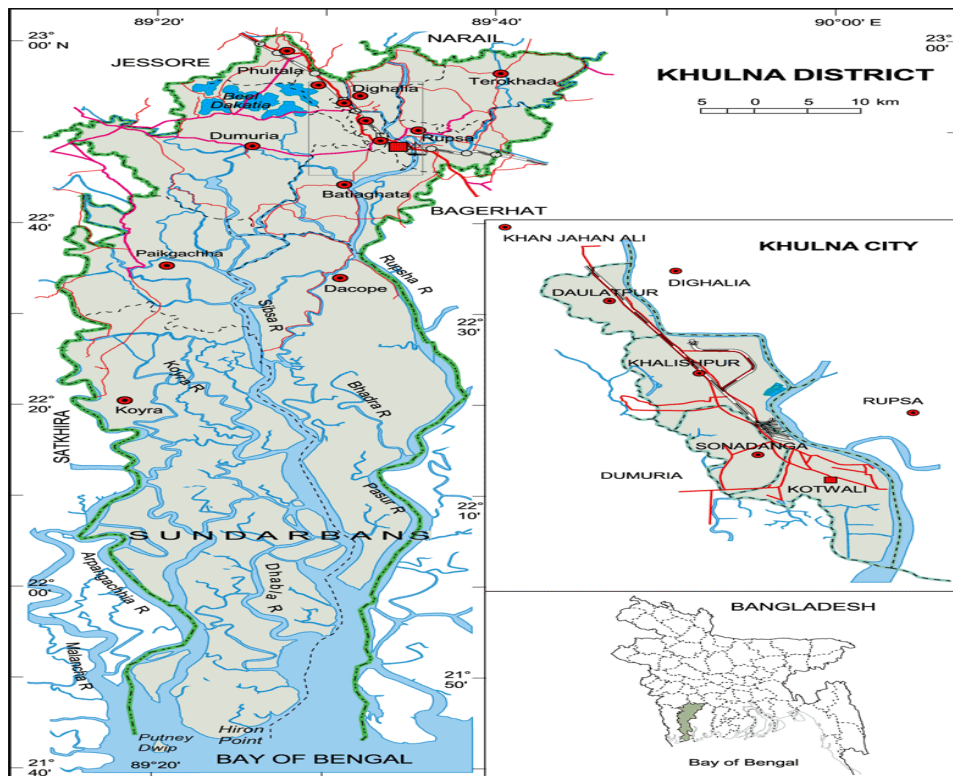 89°20'
89°40'
90°00' E
23°
00' N
23°
00'
NARAIL
JESSORE
Phultala
Beel
Dakatia
Dighalia
Terokhada
KHULNA DISTRICT
5 0 5 10 km
Dumuria
Rupsa
Batiaghata
BAGERHAT
22°
40'
Paikgachha
Dacope
Rupsha R
Sibsa R
22°
30'
Koyra R
Bhadra R
22°
20'
Koyra
SATKHIRA
Pasur R
22°
10'
SUNDARBANS
Arpangachhia R
Dhabla R
22°
00'
Malancha R
21°
50'
Putney
Dwip
Hiron
Point
BAY OF BENGAL
21°
40'
89°20'
KHULNA CITY
KHAN JAHAN ALI
DIGHALIA
DAULATPUR
KHALISHPUR
RUPSA
SONADANGA
DUMURIA
KOTWALI
BANGLADESH
Bay of Bengal